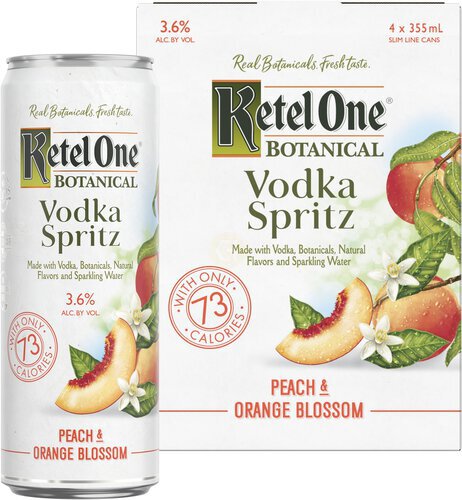 Real Botanicals. Fresh taste.
Ketel One
BOTANICAL
Vodka
Spritz
Made with Vodka, Botanicals, Natural
Flavors and Sparkling Water
3.6%
ALC. BY VOL.
WITH ONLY
73
CALORIES
PEACH &
ORANGE BLOSSOM
3.6%
ALC. BY VOL.
4 x 355mL
SLIM LINE CANS
Real Botanicals. Fresh taste.
Ketel One®
BOTANICAL
Vodka
Spritz
Made with Vodka, Botanicals, Natural
Flavors and Sparkling Water
WITH ONLY
73
CALORIES
PEACH &
ORANGE BLOSSOM